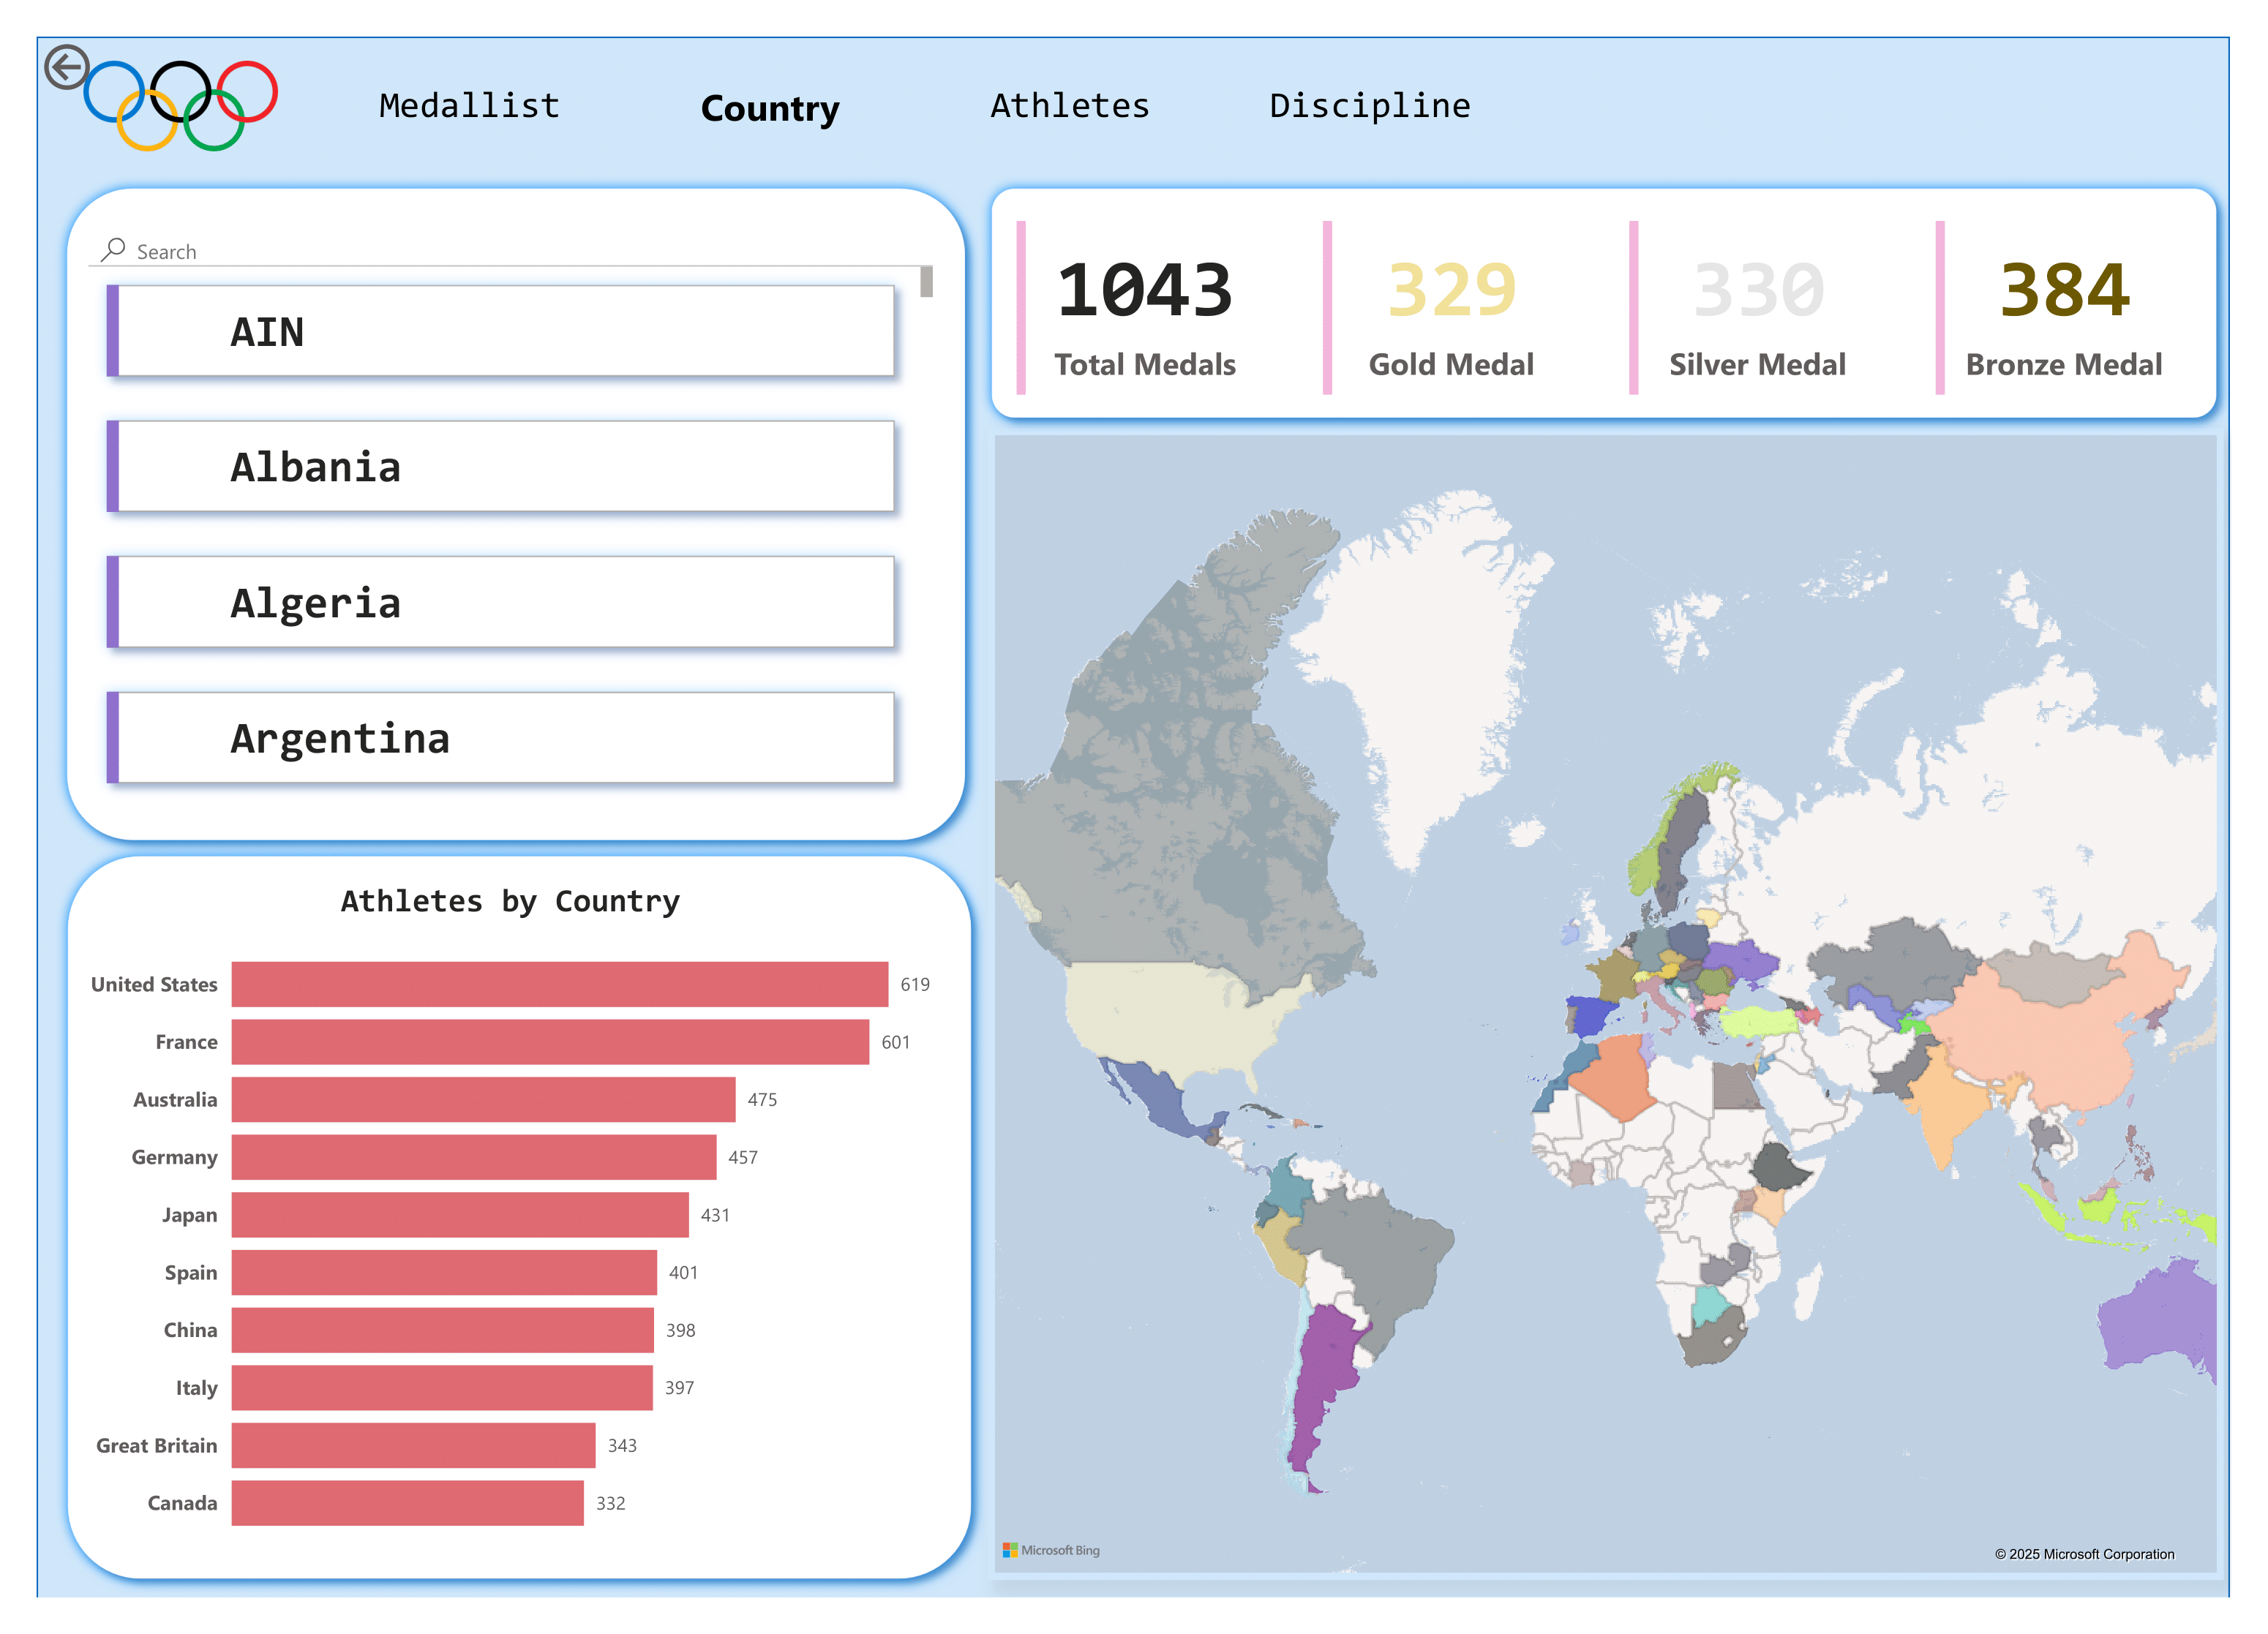 Medallist
Country
Athletes
Discipline
Search
AIN
Albania
Algeria
Argentina
1043
Total Medals
329
Gold Medal
330
Silver Medal
384
Bronze Medal
Athletes by Country
United States 619
France 601
Australia 475
Germany 457
Japan 431
Spain 401
China 398
Italy 397
Great Britain 343
Canada 332
Microsoft Bing
© 2025 Microsoft Corporation